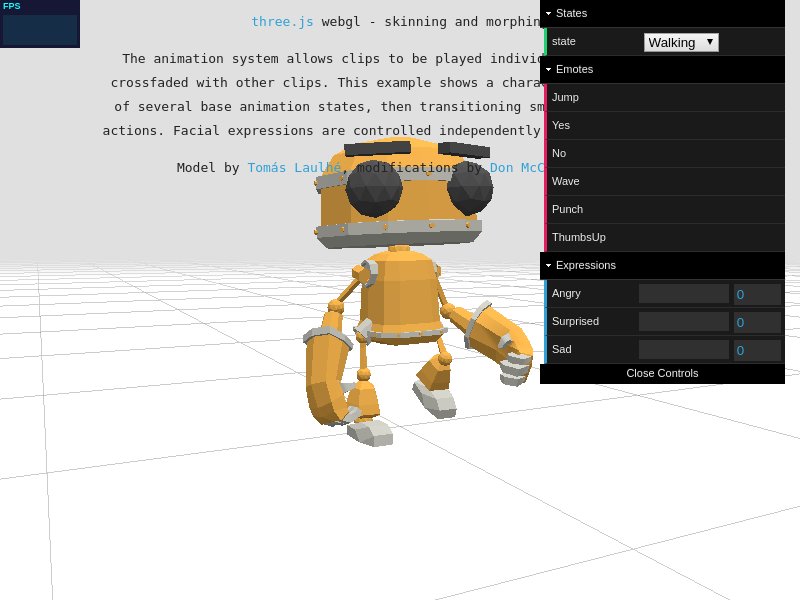 FPS
three.js webgl - skinning and morphin
The animation system allows clips to be played individ
crossfaded with other clips. This example shows a chara
of several base animation states, then transitioning sm
actions. Facial expressions are controlled independently
Model by Tomás Laulhé, modifications by Don McC
States
state Walking
Emotes
Jump
Yes
No
Wave
Punch
ThumbsUp
Expressions
Angry 0
Surprised 0
Sad 0
Close Controls